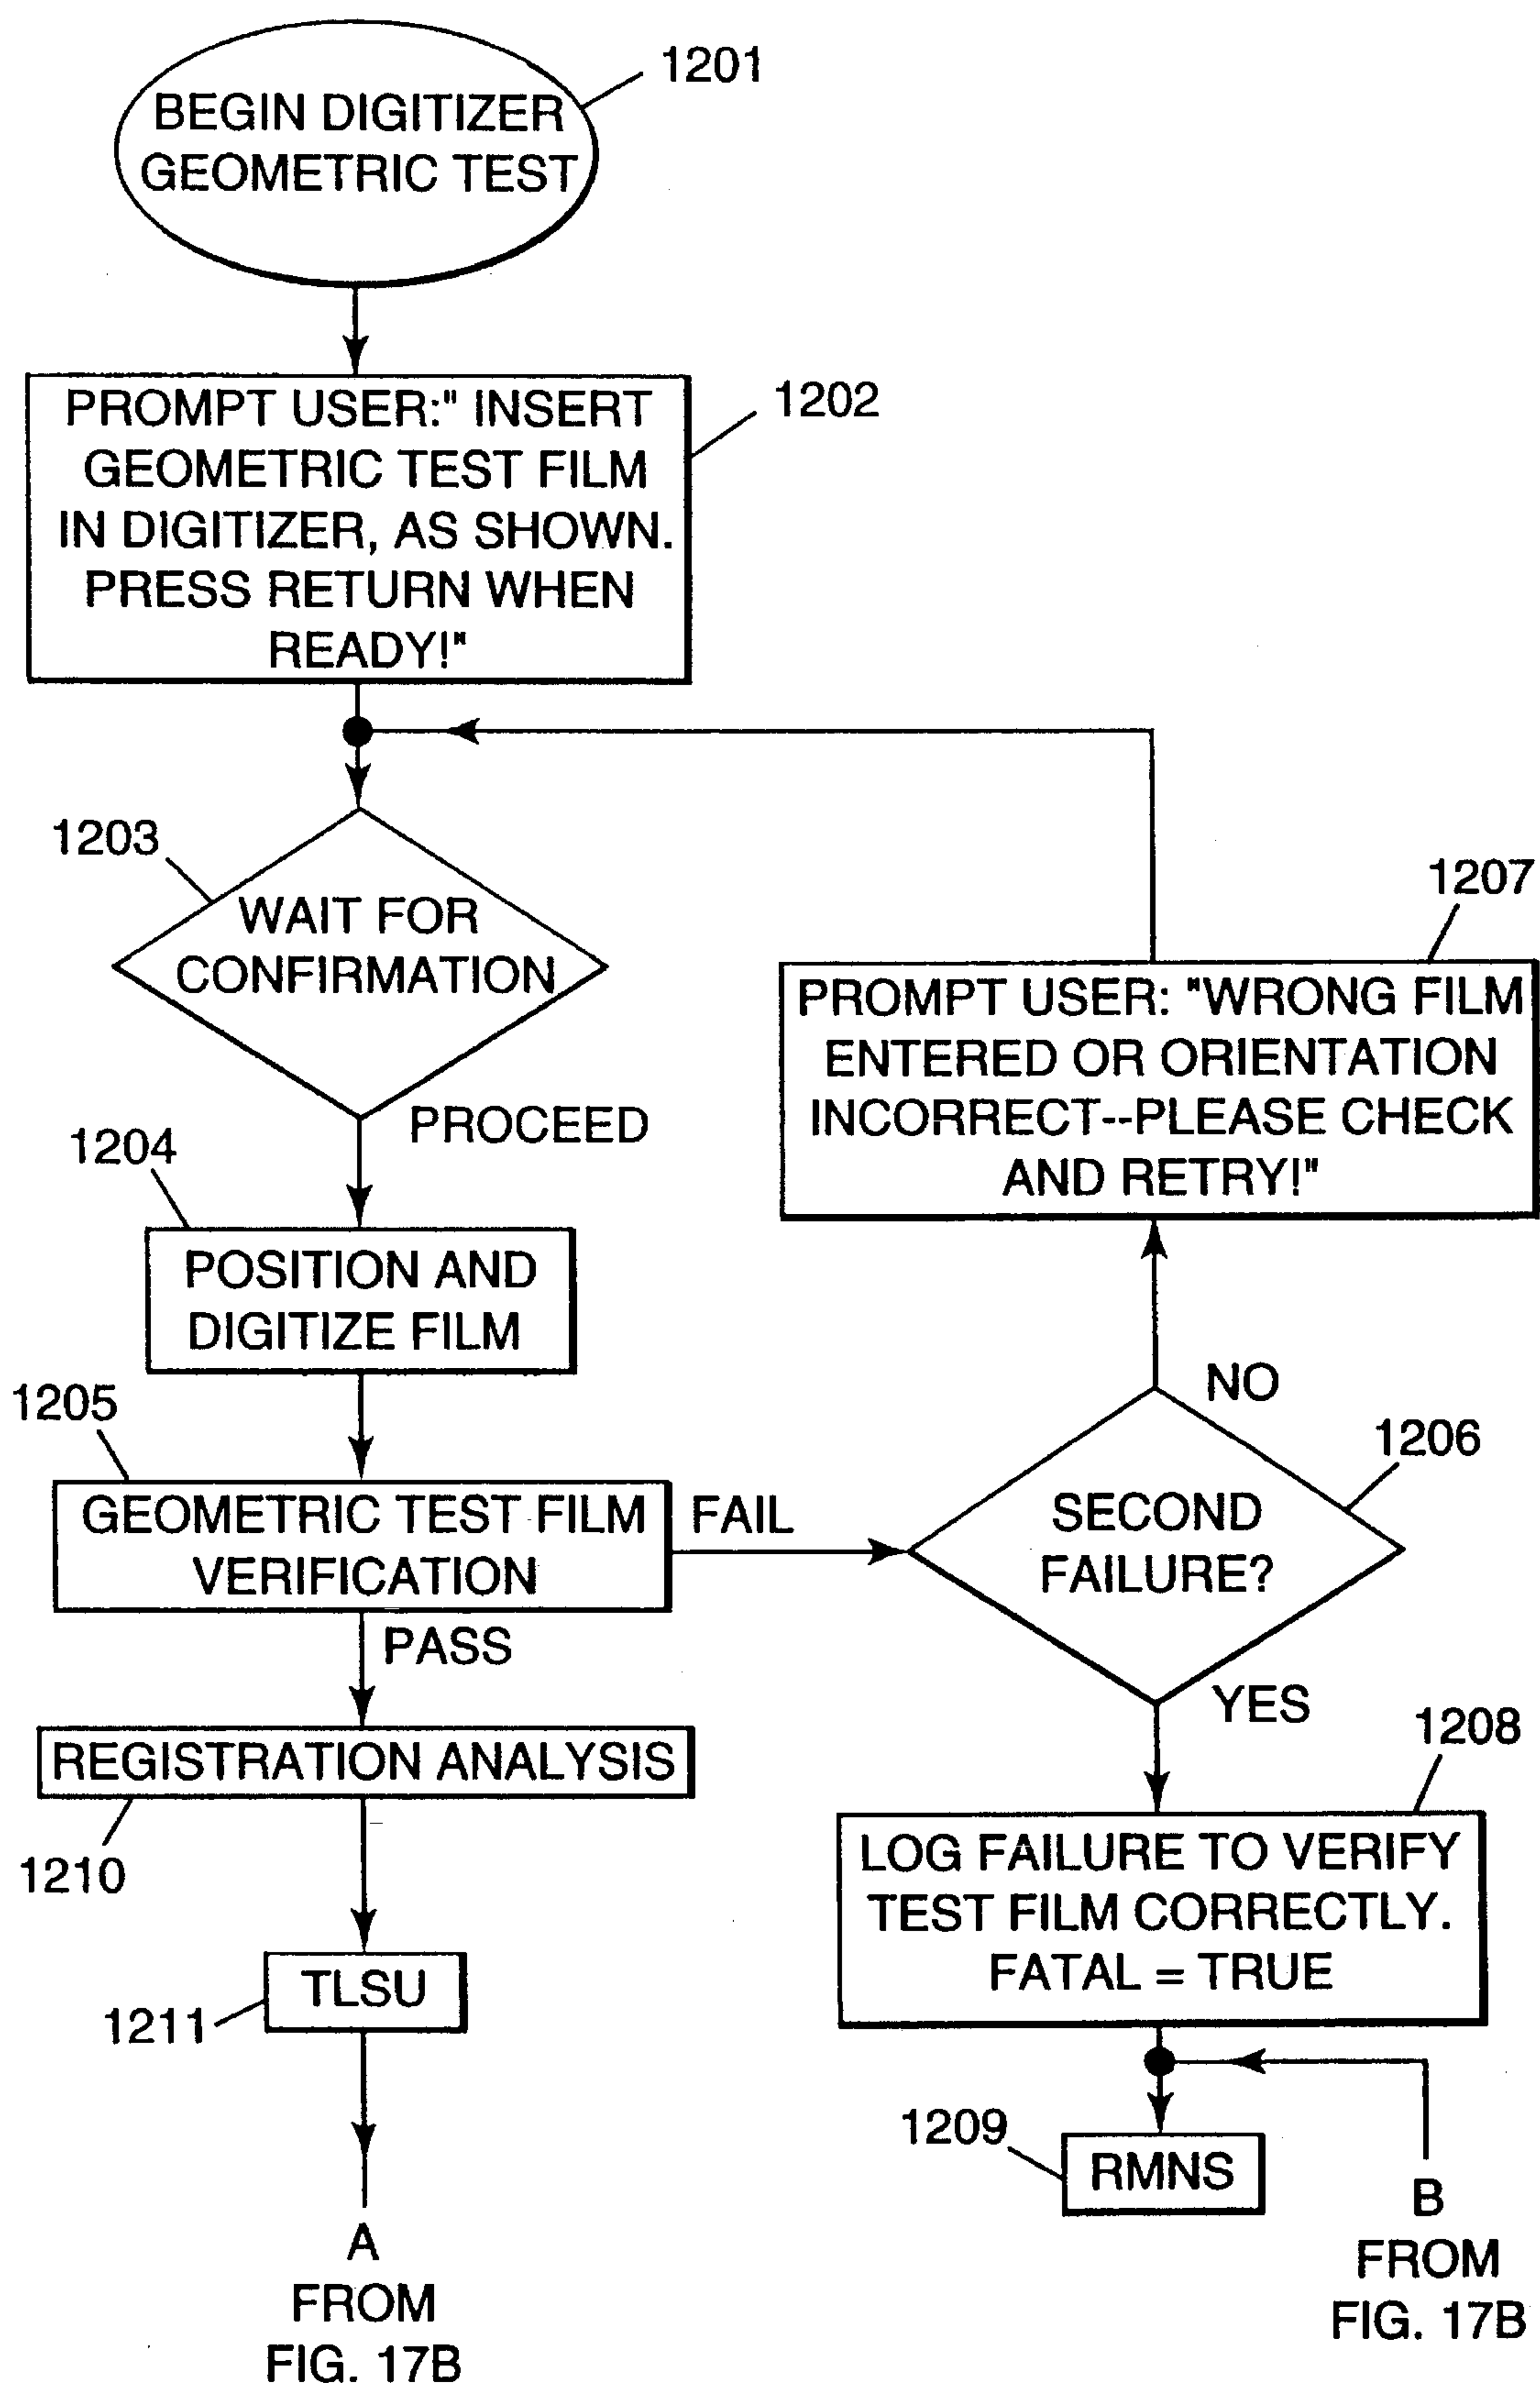 1201
BEGIN DIGITIZER
GEOMETRIC TEST
1202
PROMPT USER:" INSERT
GEOMETRIC TEST FILM
IN DIGITIZER, AS SHOWN.
PRESS RETURN WHEN
READY!"
1203
WAIT FOR
CONFIRMATION
PROCEED
1204
POSITION AND
DIGITIZE FILM
1205
GEOMETRIC TEST FILM
VERIFICATION
FAIL
PASS
1206
SECOND
FAILURE?
NO
YES
1207
PROMPT USER: "WRONG FILM
ENTERED OR ORIENTATION
INCORRECT--PLEASE CHECK
AND RETRY!"
1208
LOG FAILURE TO VERIFY
TEST FILM CORRECTLY.
FATAL = TRUE
1209
RMNS
B
FROM
FIG. 17B
REGISTRATION ANALYSIS
1210
TLSU
1211
A
FROM
FIG. 17B